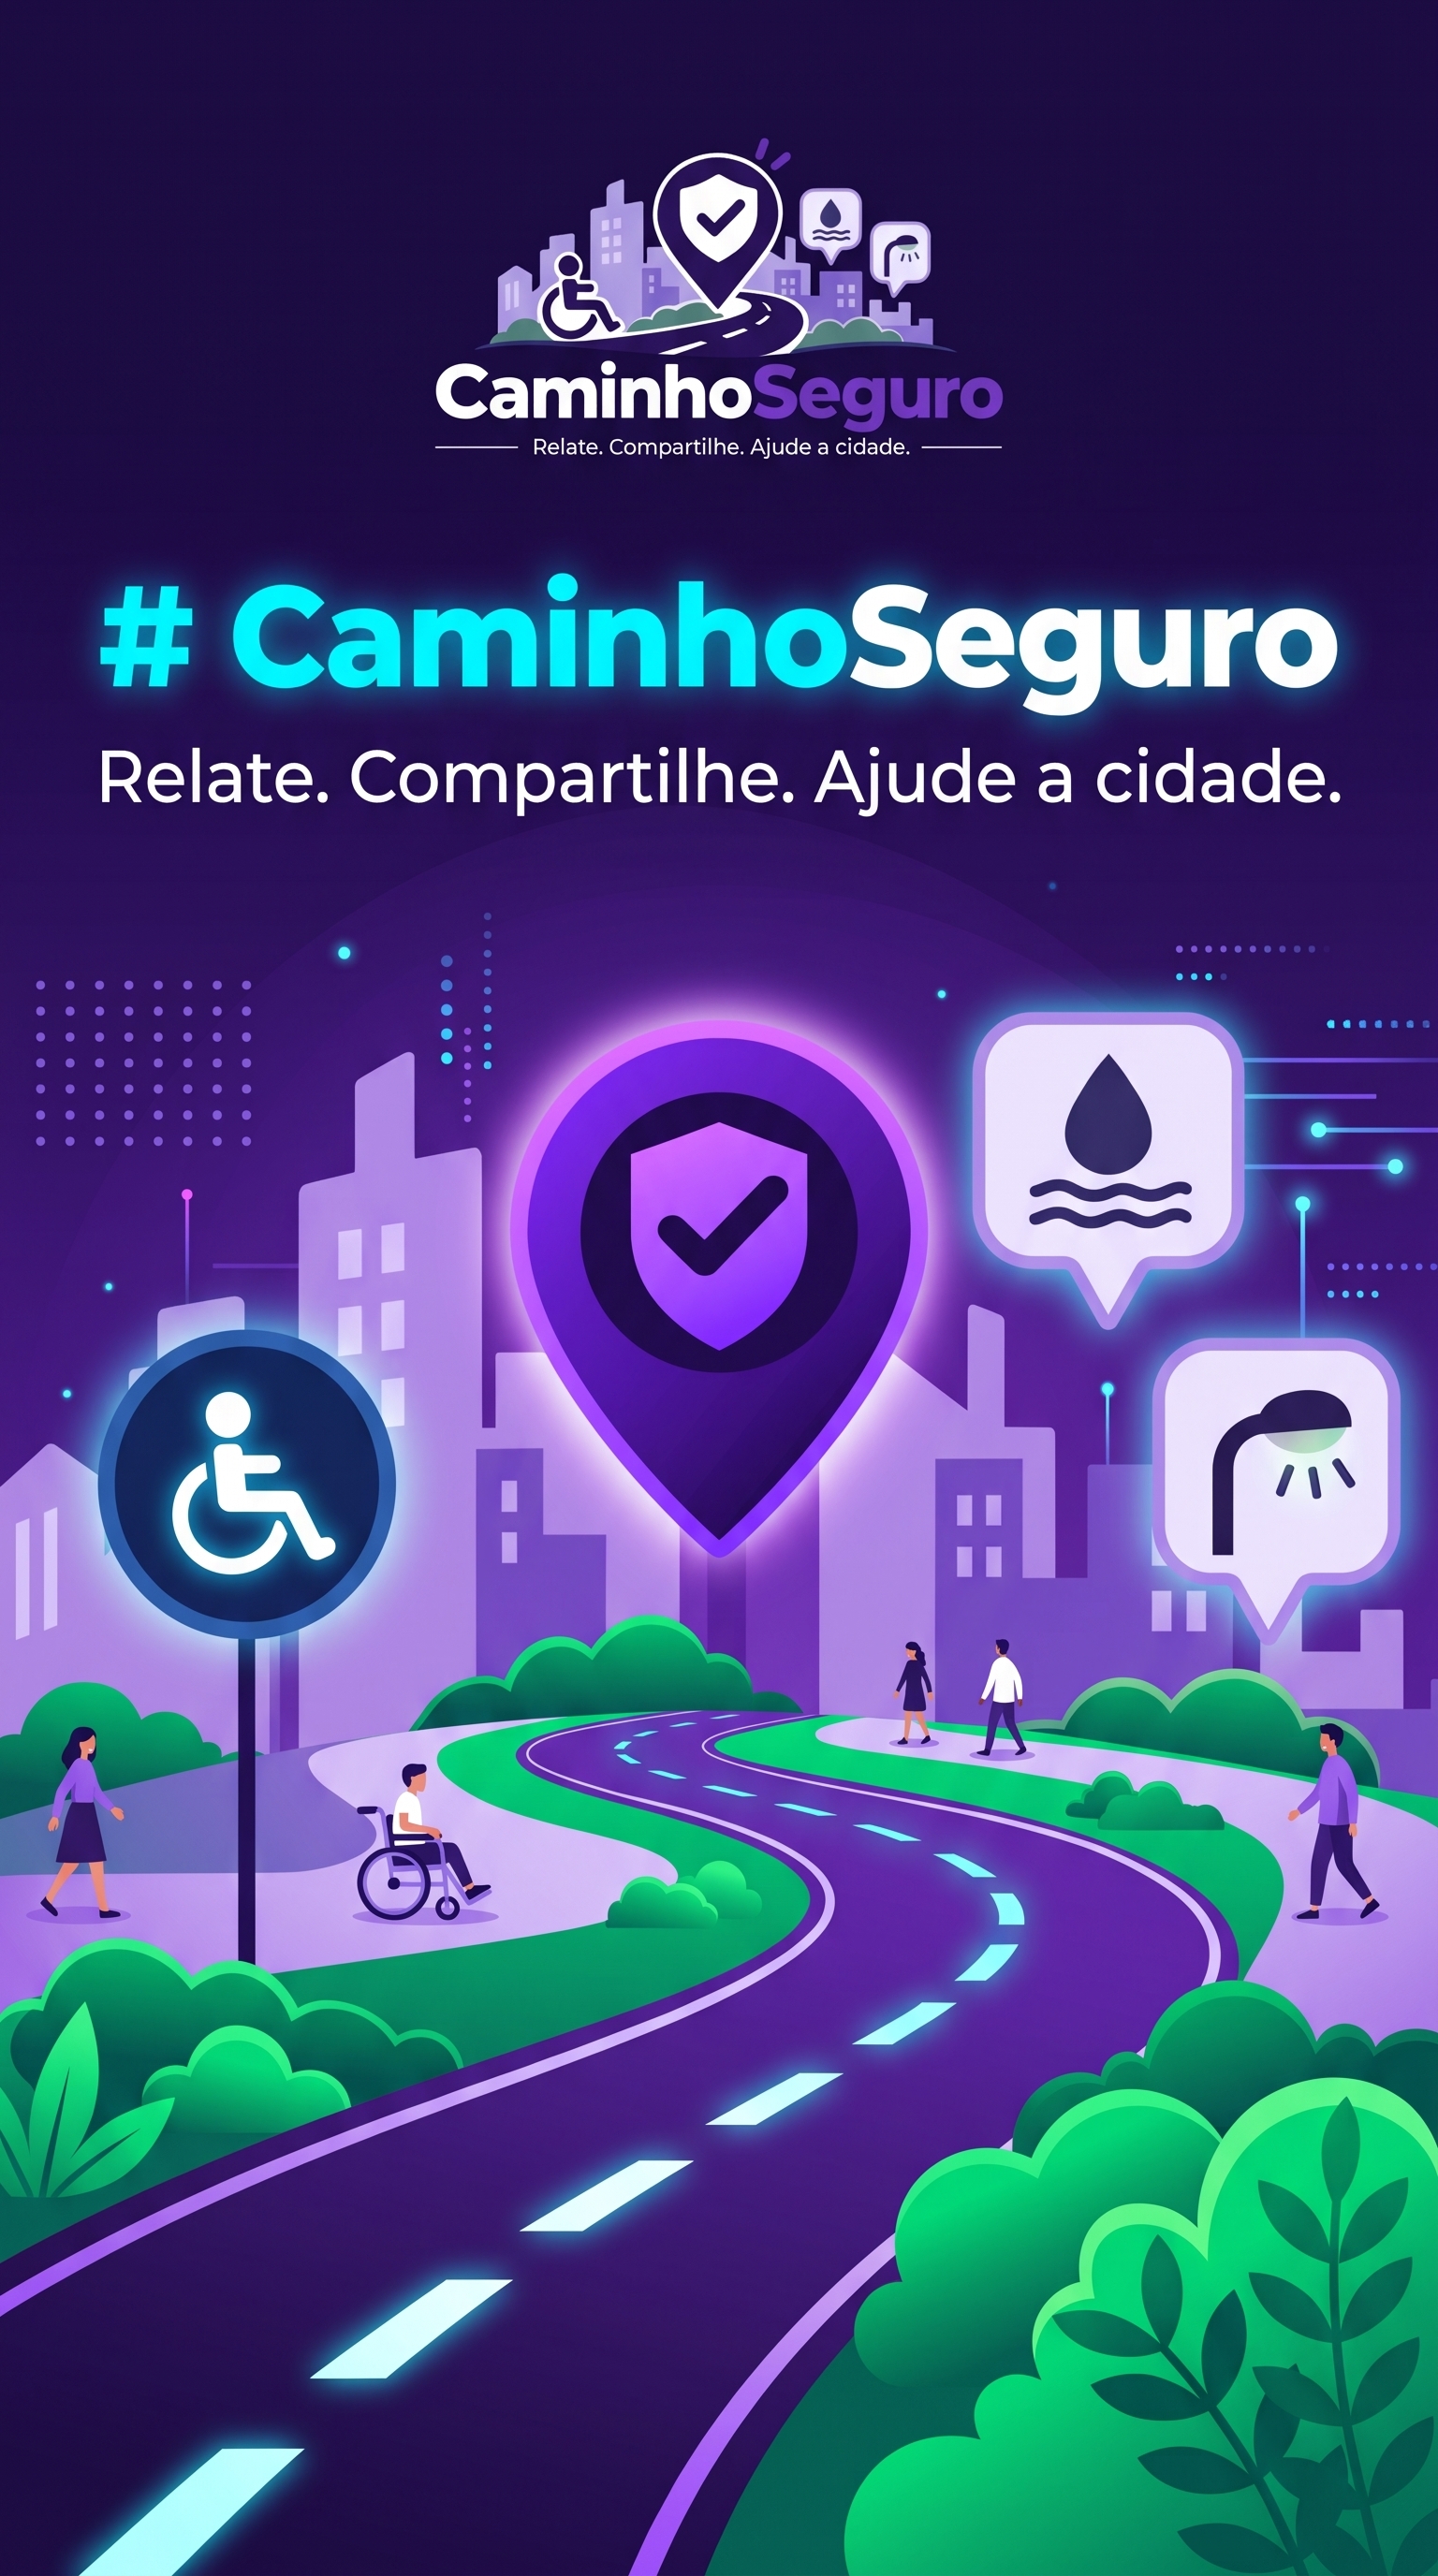 CaminhoSeguro
Relate. Compartilhe. Ajude a cidade.
# CaminhoSeguro
Relate. Compartilhe. Ajude a cidade.